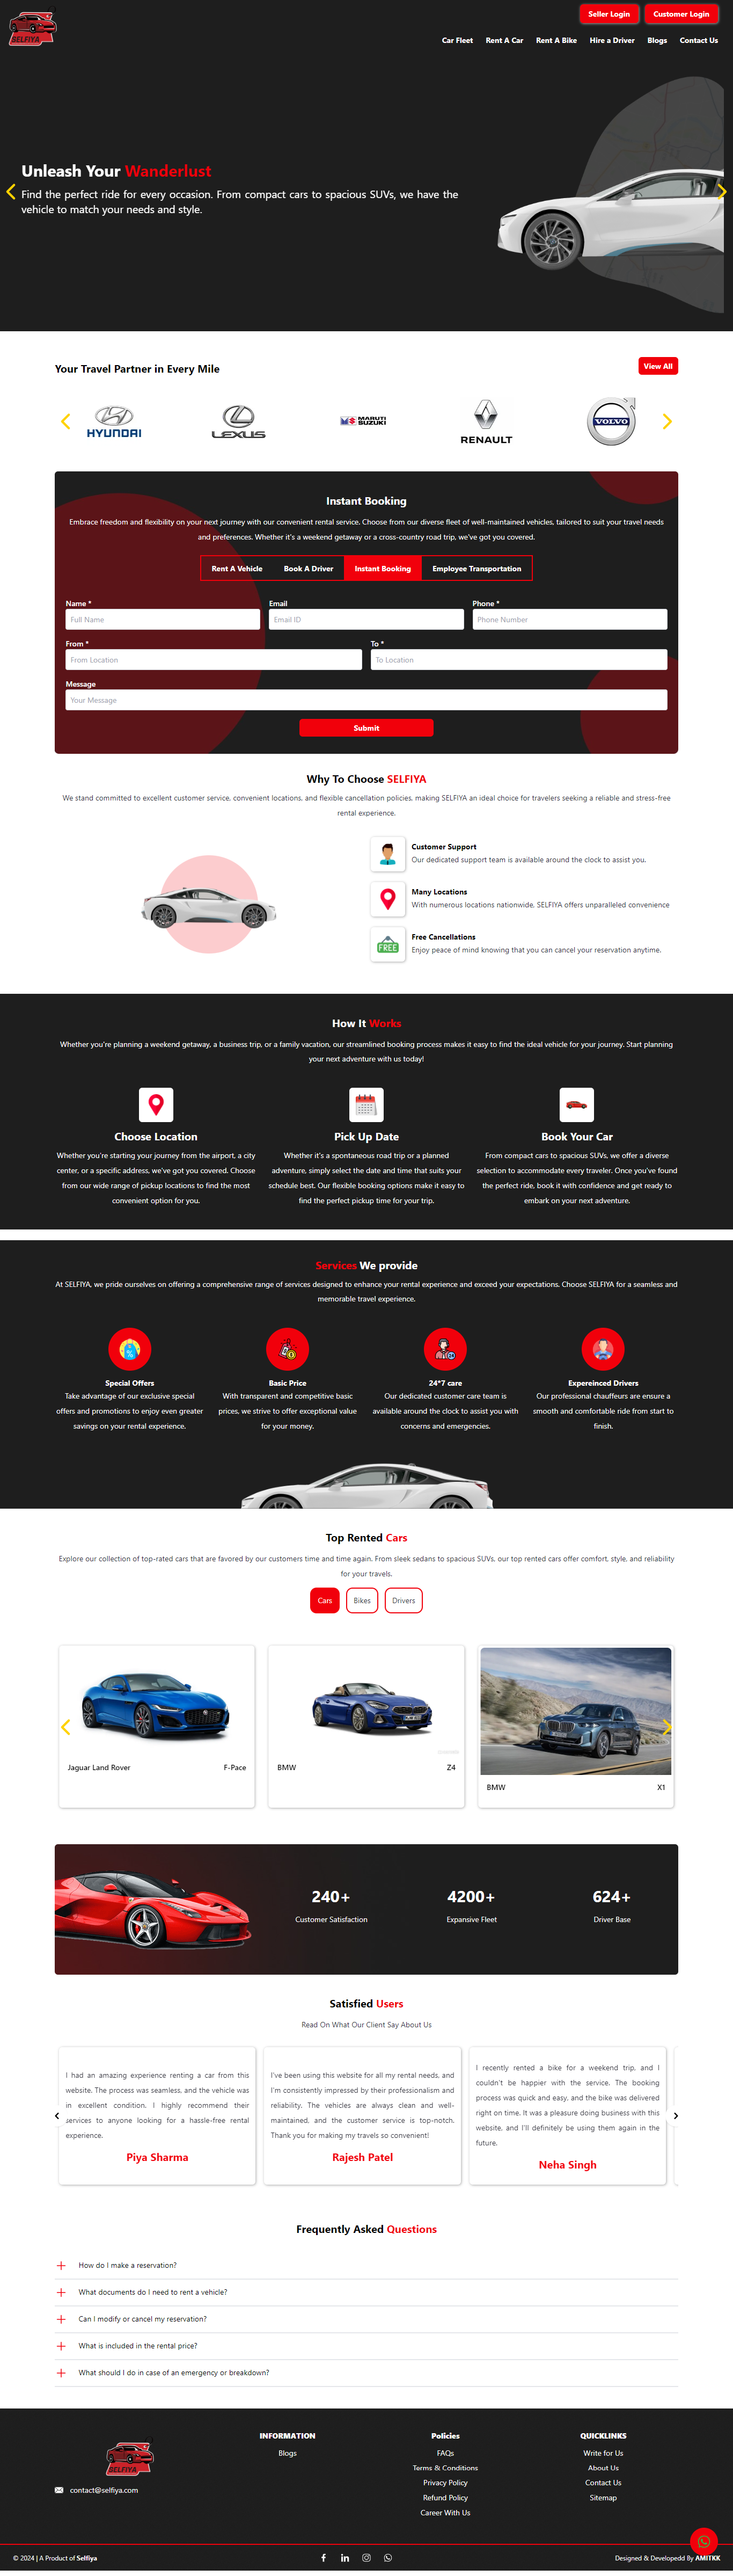 SELFIYA
Seller Login
Customer Login
Car Fleet
Rent A Car
Rent A Bike
Hire a Driver
Blogs
Contact Us
Unleash Your Wanderlust
Find the perfect ride for every occasion. From compact cars to spacious SUVs, we have the
vehicle to match your needs and style.
Your Travel Partner in Every Mile
View All
HYUNDAI
LEXUS
MARUTI
SUZUKI
RENAULT
VOLVO
Instant Booking
Embrace freedom and flexibility on your next journey with our convenient rental service. Choose from our diverse fleet of well-maintained vehicles, tailored to suit your travel needs
and preferences. Whether it's a weekend getaway or a cross-country road trip, we've got you covered.
Rent A Vehicle
Book A Driver
Instant Booking
Employee Transportation
Name *
Email
Phone *
Full Name
Email ID
Phone Number
From *
To *
From Location
To Location
Message
Your Message
Submit
Why To Choose SELFIYA
We stand committed to excellent customer service, convenient locations, and flexible cancellation policies, making SELFIYA an ideal choice for travelers seeking a reliable and stress-free
rental experience.
Customer Support
Our dedicated support team is available around the clock to assist you.
Many Locations
With numerous locations nationwide, SELFIYA offers unparalleled convenience
FREE
Free Cancellations
Enjoy peace of mind knowing that you can cancel your reservation anytime.
How It Works
Whether you're planning a weekend getaway, a business trip, or a family vacation, our streamlined booking process makes it easy to find the ideal vehicle for your journey. Start planning
your next adventure with us today!
Choose Location
Whether you're starting your journey from the airport, a city
center, or a specific address, we've got you covered. Choose
from our wide range of pickup locations to find the most
convenient option for you.
Pick Up Date
Whether it's a spontaneous road trip or a planned
adventure, simply select the date and time that suits your
schedule best. Our flexible booking options make it easy to
find the perfect pickup time for your trip.
Book Your Car
From compact cars to spacious SUVs, we offer a diverse
selection to accommodate every traveler. Once you've found
the perfect ride, book it with confidence and get ready to
embark on your next adventure.
Services We provide
At SELFIYA, we pride ourselves on offering a comprehensive range of services designed to enhance your rental experience and exceed your expectations. Choose SELFIYA for a seamless and
memorable travel experience.
Special Offers
Take advantage of our exclusive special
offers and promotions to enjoy even greater
savings on your rental experience.
Basic Price
With transparent and competitive basic
prices, we strive to offer exceptional value
for your money.
24*7 care
Our dedicated customer care team is
available around the clock to assist you with
concerns and emergencies.
Expereinced Drivers
Our professional chauffeurs are ensure a
smooth and comfortable ride from start to
finish.
Top Rented Cars
Explore our collection of top-rated cars that are favored by our customers time and time again. From sleek sedans to spacious SUVs, our top rented cars offer comfort, style, and reliability
for your travels.
Cars
Bikes
Drivers
Jaguar Land Rover
F-Pace
BMW
Z4
BMW
X1
240+
Customer Satisfaction
4200+
Expansive Fleet
624+
Driver Base
Satisfied Users
Read On What Our Client Say About Us
I had an amazing experience renting a car from this
website. The process was seamless, and the vehicle was
in excellent condition. I highly recommend their
services to anyone looking for a hassle-free rental
experience.
Piya Sharma
I've been using this website for all my rental needs, and
I'm consistently impressed by their professionalism and
reliability. The vehicles are always clean and well-
maintained, and the customer service is top-notch.
Thank you for making my travels so convenient!
Rajesh Patel
I recently rented a bike for a weekend trip, and I
couldn't be happier with the service. The booking
process was quick and easy, and the bike was delivered
right on time. It was a pleasure doing business with this
website, and I'll definitely be using them again in the
future.
Neha Singh
Frequently Asked Questions
How do I make a reservation?
What documents do I need to rent a vehicle?
Can I modify or cancel my reservation?
What is included in the rental price?
What should I do in case of an emergency or breakdown?
SELFIYA
contact@selfiya.com
INFORMATION
Blogs
Policies
FAQs
Terms & Conditions
Privacy Policy
Refund Policy
Career With Us
QUICKLINKS
Write for Us
About Us
Contact Us
Sitemap
© 2024 | A Product of Selfiya
Designed & Developedd By AMITKK